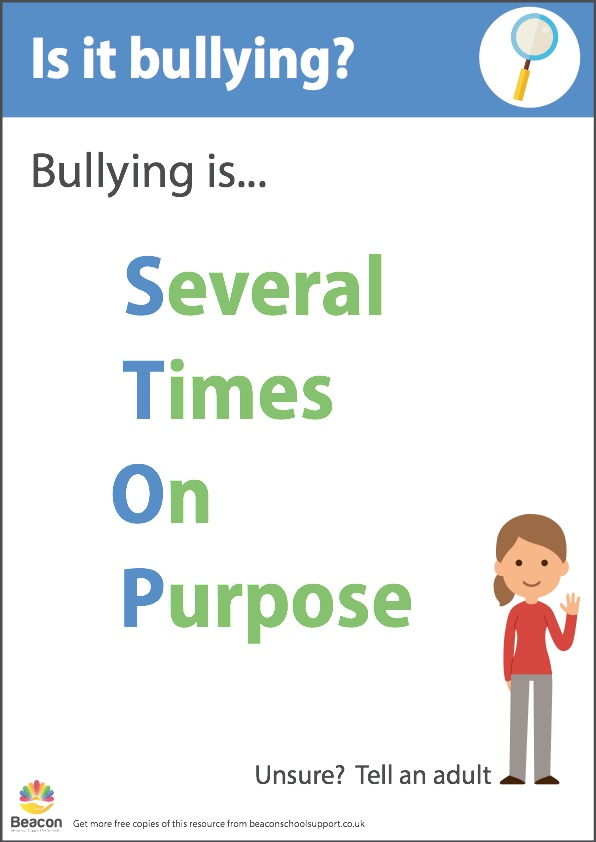 Is it bullying?
Bullying is...
Several
Times
On
Purpose
Unsure? Tell an adult
Beacon
Get more free copies of this resource from beaconschoolsupport.co.uk